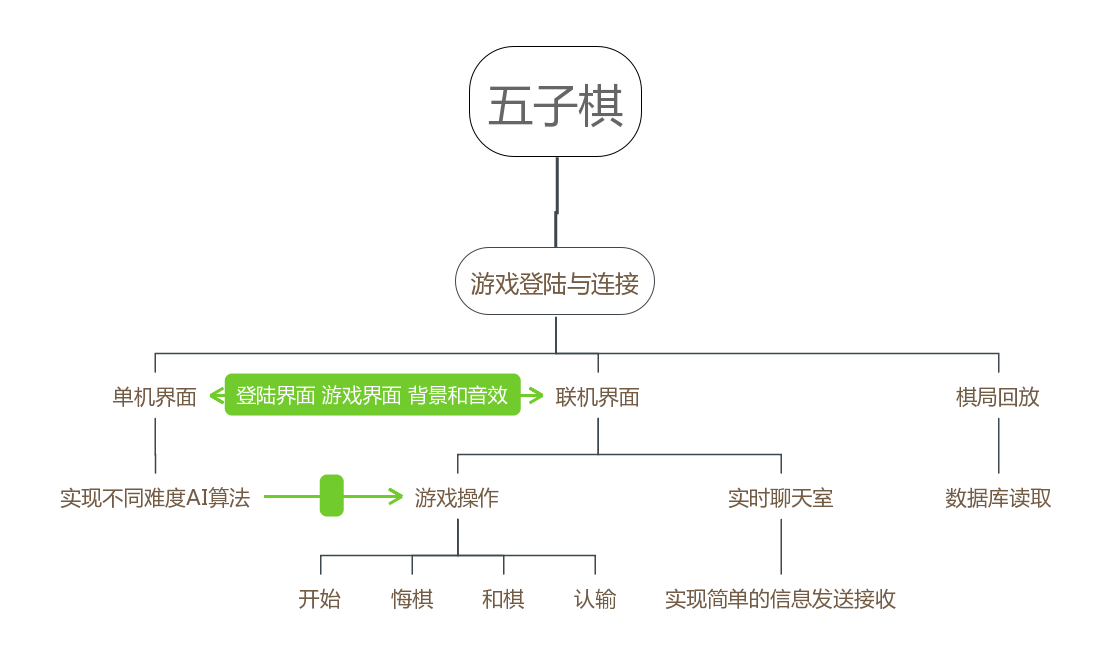 五子棋
游戏登陆与连接
单机界面
登陆界面 游戏界面 背景和音效
联机界面
棋局回放
实现不同难度AI算法
游戏操作
实时聊天室
数据库读取
开始
悔棋
和棋
认输
实现简单的信息发送接收